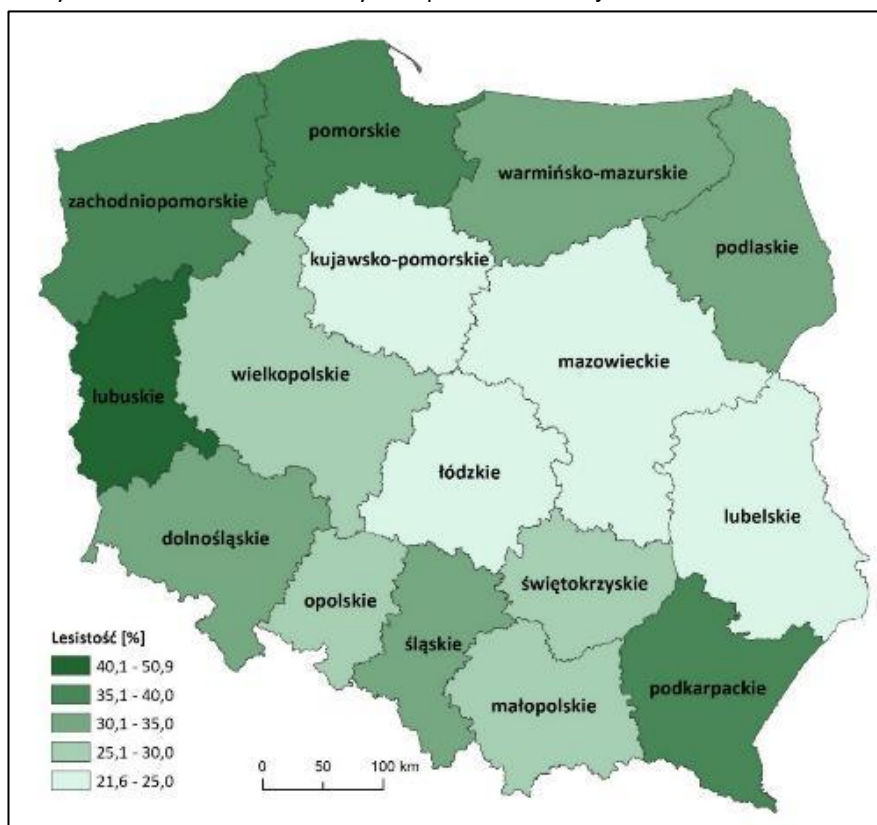 pomorskie
warmińsko-mazurskie
zachodniopomorskie
podlaskie
kujawsko-pomorskie
mazowieckie
wielkopolskie
lubuskie
łódzkie
lubelskie
dolnośląskie
świętokrzyskie
opolskie
śląskie
podkarpackie
małopolskie
Lesistość [%]
40,1 - 50,9
35,1 - 40,0
30,1 - 35,0
25,1 - 30,0
21,6 - 25,0
0 50 100 km